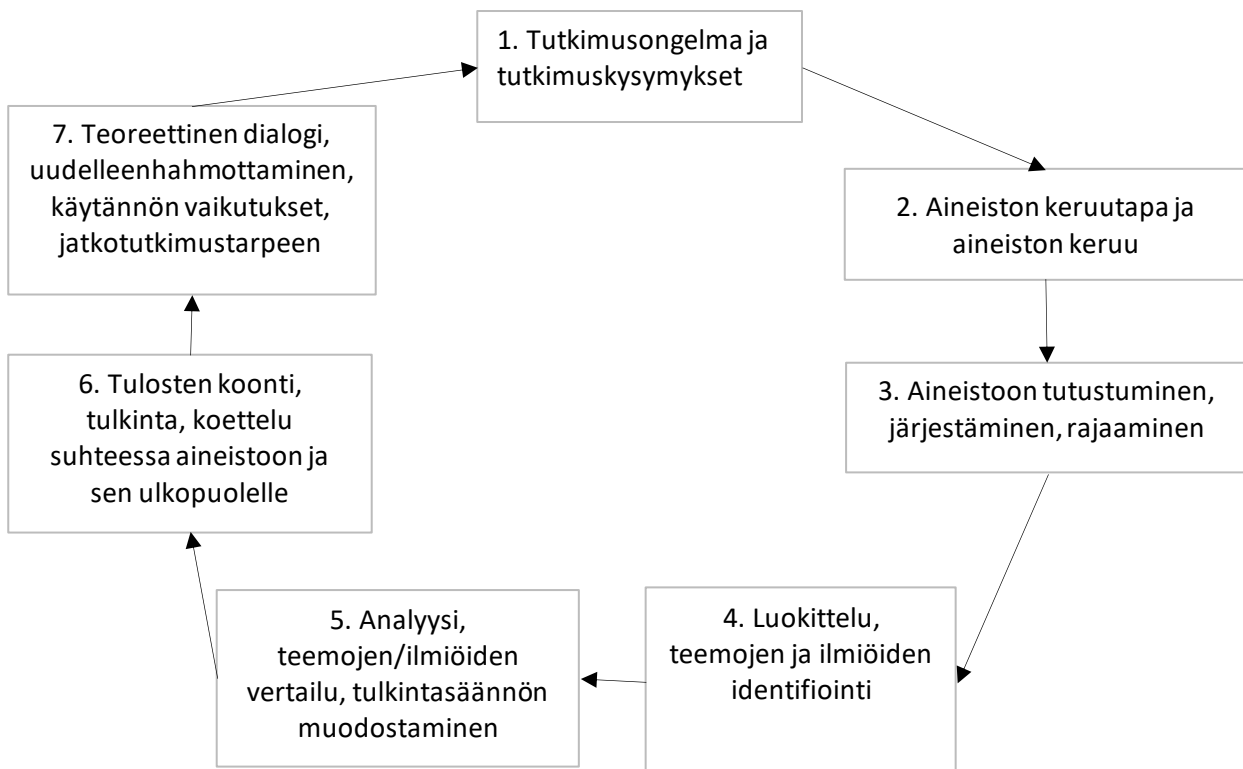 1. Tutkimusongelma ja
tutkimuskysymykset
2. Aineiston keruutapa ja
aineiston keruu
3. Aineistoon tutustuminen,
järjestäminen, rajaaminen
4. Luokittelu,
teemojen ja ilmiöiden
identifiointi
5. Analyysi,
teemojen/ilmiöiden
vertailu, tulkintasäännön
muodostaminen
6. Tulosten koonti,
tulkinta, koettelu
suhteessa aineistoon ja
sen ulkopuolelle
7. Teoreettinen dialogi,
uudelleenhahmottaminen,
käytännön vaikutukset,
jatkotutkimustarpeen